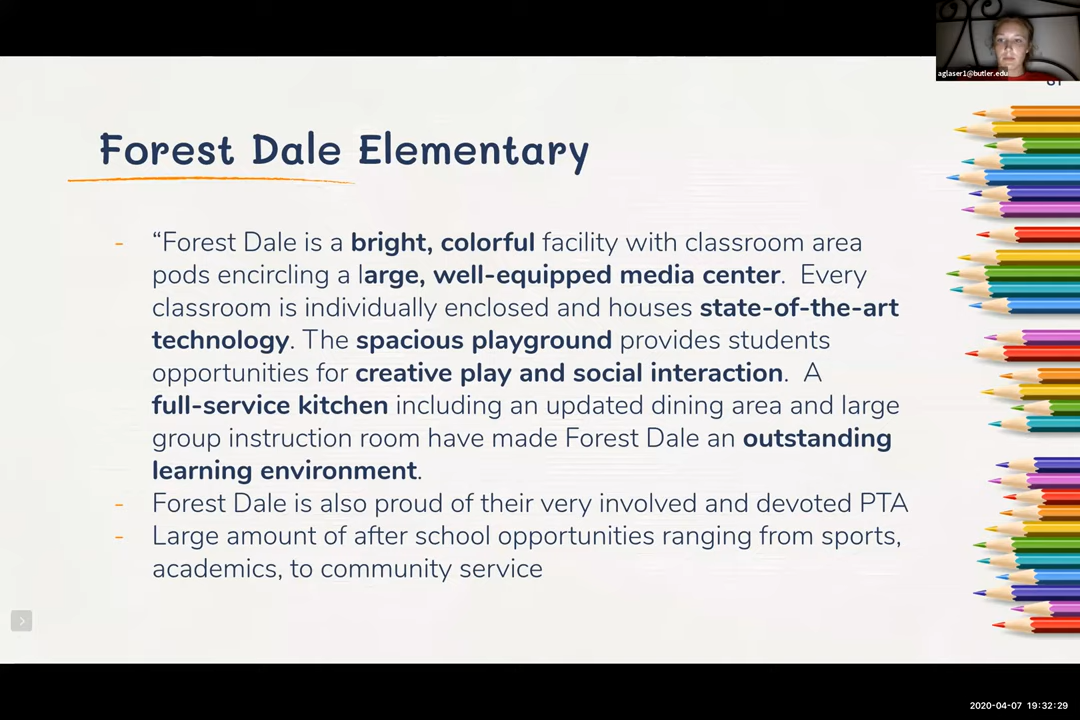 aglaser1@butler.edu
Forest Dale Elementary
- “Forest Dale is a bright, colorful facility with classroom area
pods encircling a large, well-equipped media center. Every
classroom is individually enclosed and houses state-of-the-art
technology. The spacious playground provides students
opportunities for creative play and social interaction. A
full-service kitchen including an updated dining area and large
group instruction room have made Forest Dale an outstanding
learning environment.
- Forest Dale is also proud of their very involved and devoted PTA
- Large amount of after school opportunities ranging from sports,
academics, to community service
2020-04-07 19:32:29